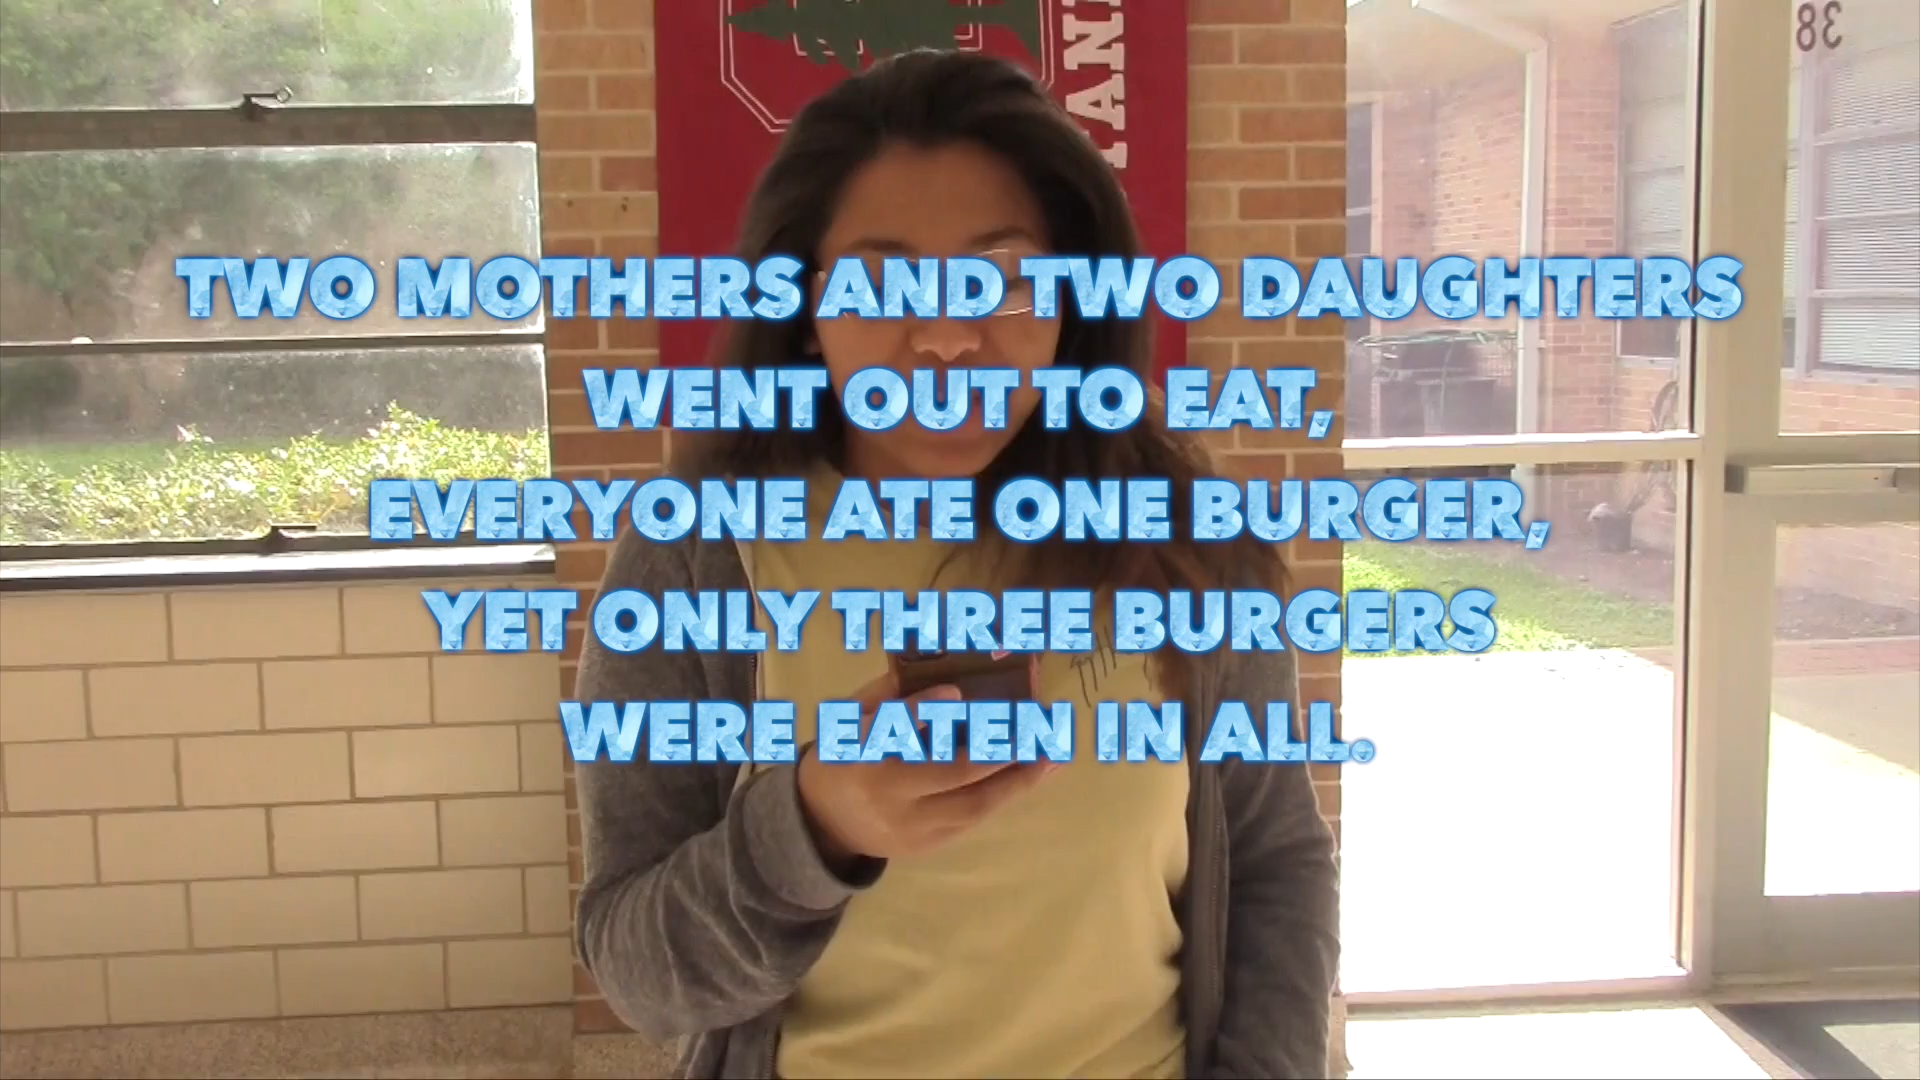 TWO MOTHERS AND TWO DAUGHTERS
WENT OUT TO EAT,
EVERYONE ATE ONE BURGER,
YET ONLY THREE BURGERS
WERE EATEN IN ALL.
38